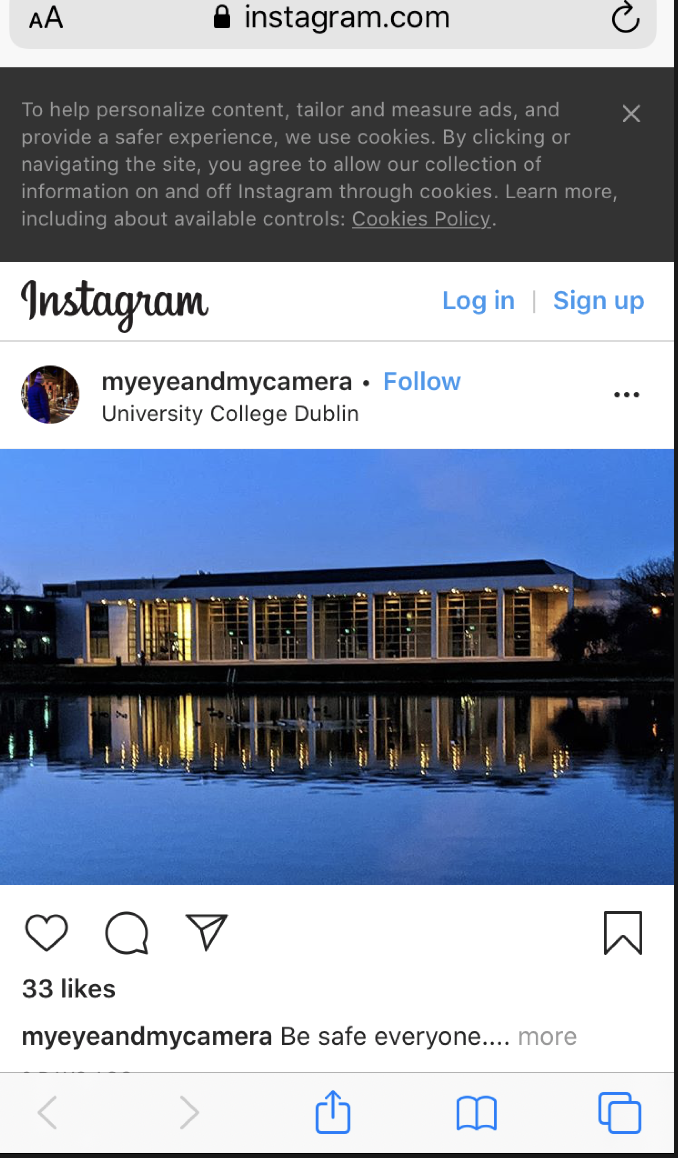 AA instagram.com
To help personalize content, tailor and measure ads, and
provide a safer experience, we use cookies. By clicking or
navigating the site, you agree to allow our collection of
information on and off Instagram through cookies. Learn more,
including about available controls: Cookies Policy.
Instagram Log in | Sign up
myeyeandmycamera • Follow
University College Dublin
33 likes
myeyeandmycamera Be safe everyone.... more